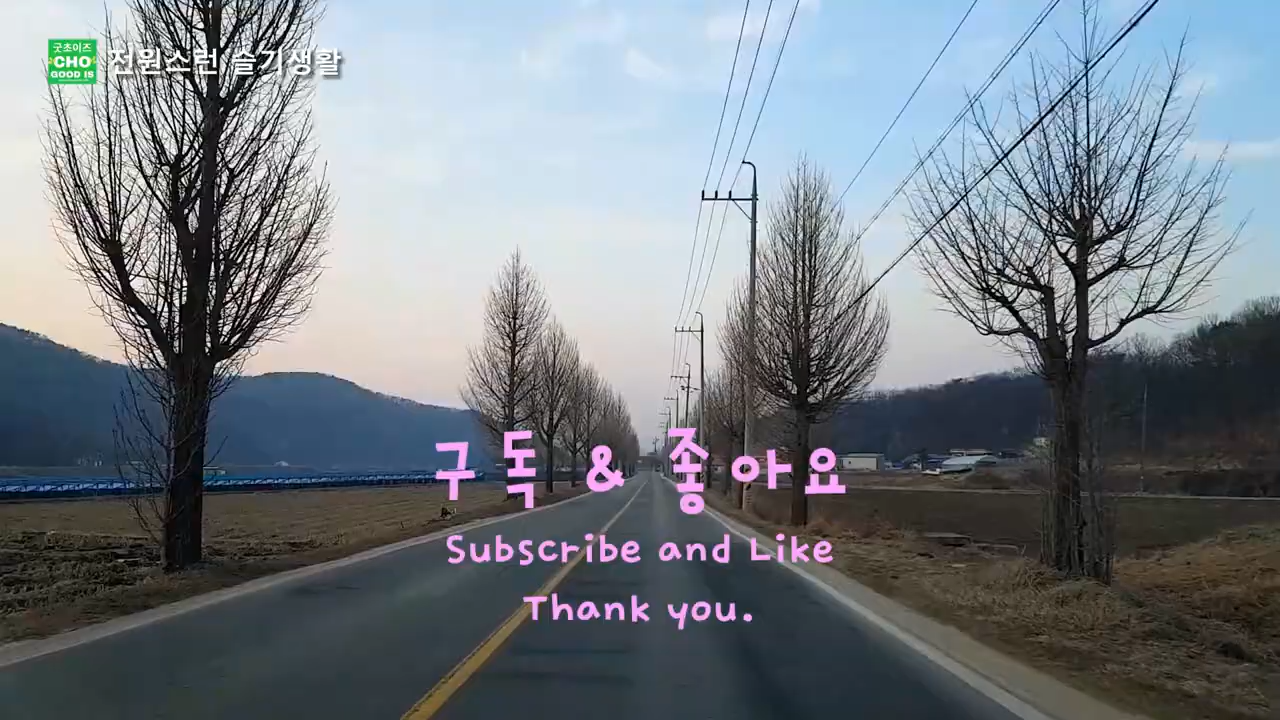 굿초이즈
CHO
GOOD IS
전원스런 슬기생활
구독 & 좋아요
Subscribe and Like
Thank you.